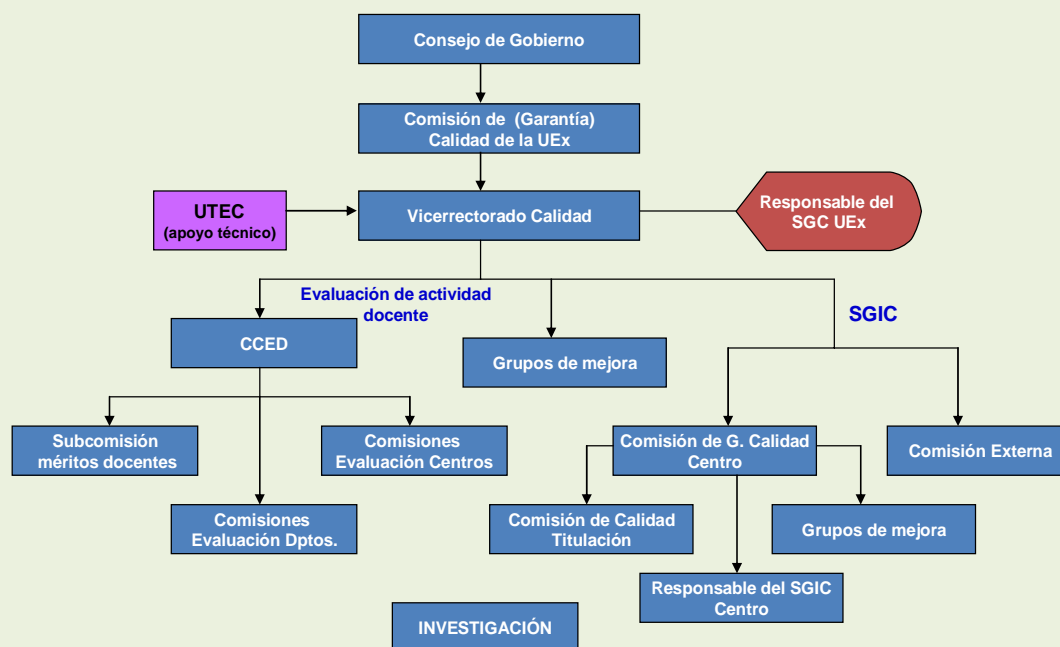 Consejo de Gobierno
Comisión de (Garantía)
Calidad de la UEx
UTEC
(apoyo técnico)
Vicerrectorado Calidad
Responsable del
SGC UEx
Evaluación de actividad
docente
SGIC
CCED
Grupos de mejora
Subcomisión
méritos docentes
Comisiones
Evaluación Centros
Comisión de G. Calidad
Centro
Comisión Externa
Comisiones
Evaluación Dptos.
Comisión de Calidad
Titulación
Grupos de mejora
Responsable del SGIC
Centro
INVESTIGACIÓN